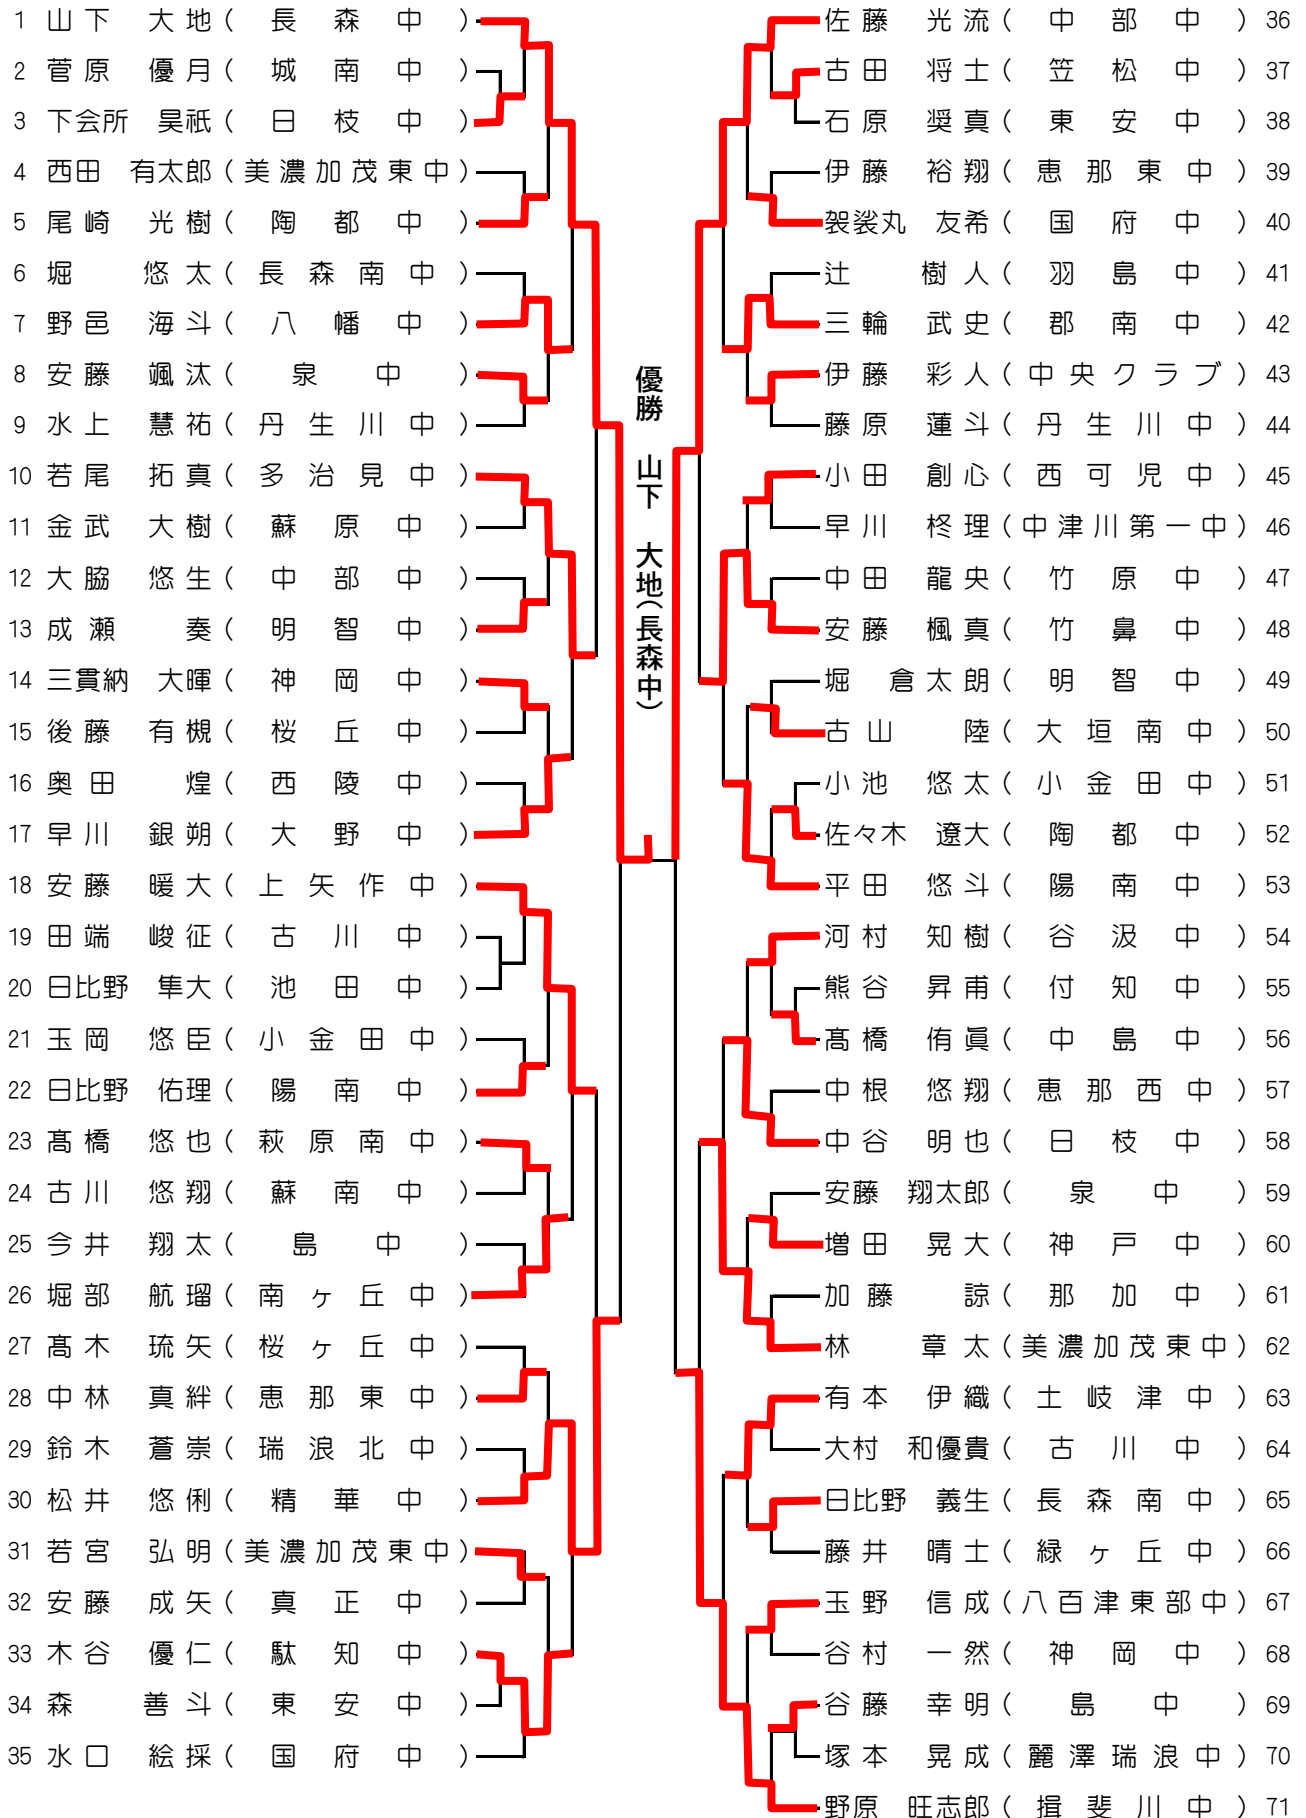 1 山下 大地 ( 長森中 )
2 菅原 優月 ( 城南中 )
3 下会所 昊祇 ( 日枝中 )
4 西田 有太郎 ( 美濃加茂東中 )
5 尾崎 光樹 ( 陶都中 )
6 堀 悠太 ( 長森南中 )
7 野邑 海斗 ( 八幡中 )
8 安藤 颯汰 ( 泉中 )
9 水上 慧祐 ( 丹生川中 )
10 若尾 拓真 ( 多治見中 )
11 金武 大樹 ( 蘇原中 )
12 大脇 悠生 ( 中部中 )
13 成瀬 奏 ( 明智中 )
14 三貫納 大暉 ( 神岡中 )
15 後藤 有槻 ( 桜丘中 )
16 奥田 煌 ( 西陵中 )
17 早川 銀朔 ( 大野中 )
18 安藤 暖大 ( 上矢作中 )
19 田端 峻征 ( 古川中 )
20 日比野 隼大 ( 池田中 )
21 玉岡 悠臣 ( 小金田中 )
22 日比野 佑理 ( 陽南中 )
23 髙橋 悠也 ( 萩原南中 )
24 古川 悠翔 ( 蘇南中 )
25 今井 翔太 ( 島中 )
26 堀部 航瑠 ( 南ヶ丘中 )
27 髙木 琉矢 ( 桜ヶ丘中 )
28 中林 真絆 ( 恵那東中 )
29 鈴木 蒼崇 ( 瑞浪北中 )
30 松井 悠俐 ( 精華中 )
31 若宮 弘明 ( 美濃加茂東中 )
32 安藤 成矢 ( 真正中 )
33 木谷 優仁 ( 駄知中 )
34 森 善斗 ( 東安中 )
35 水口 絵採 ( 国府中 )
優勝 山下 大地(長森中)
佐藤 光流 ( 中部中 ) 36
古田 将士 ( 笠松中 ) 37
石原 奨真 ( 東安中 ) 38
伊藤 裕翔 ( 恵那東中 ) 39
袈裟丸 友希 ( 国府中 ) 40
辻 樹人 ( 羽島中 ) 41
三輪 武史 ( 郡南中 ) 42
伊藤 彩人 ( 中央クラブ ) 43
藤原 蓮斗 ( 丹生川中 ) 44
小田 創心 ( 西可児中 ) 45
早川 柊理 ( 中津川第一中 ) 46
中田 龍央 ( 竹原中 ) 47
安藤 楓真 ( 竹鼻中 ) 48
堀 倉太朗 ( 明智中 ) 49
古山 陸 ( 大垣南中 ) 50
小池 悠太 ( 小金田中 ) 51
佐々木 遼大 ( 陶都中 ) 52
平田 悠斗 ( 陽南中 ) 53
河村 知樹 ( 谷汲中 ) 54
熊谷 昇甫 ( 付知中 ) 55
髙橋 侑眞 ( 中島中 ) 56
中根 悠翔 ( 恵那西中 ) 57
中谷 明也 ( 日枝中 ) 58
安藤 翔太郎 ( 泉中 ) 59
増田 晃大 ( 神戸中 ) 60
加藤 諒 ( 那加中 ) 61
林 章太 ( 美濃加茂東中 ) 62
有本 伊織 ( 土岐津中 ) 63
大村 和優貴 ( 古川中 ) 64
日比野 義生 ( 長森南中 ) 65
藤井 晴士 ( 緑ヶ丘中 ) 66
玉野 信成 ( 八百津東部中 ) 67
谷村 一然 ( 神岡中 ) 68
谷藤 幸明 ( 島中 ) 69
塚本 晃成 ( 麗澤瑞浪中 ) 70
野原 旺志郎 ( 揖斐川中 ) 71